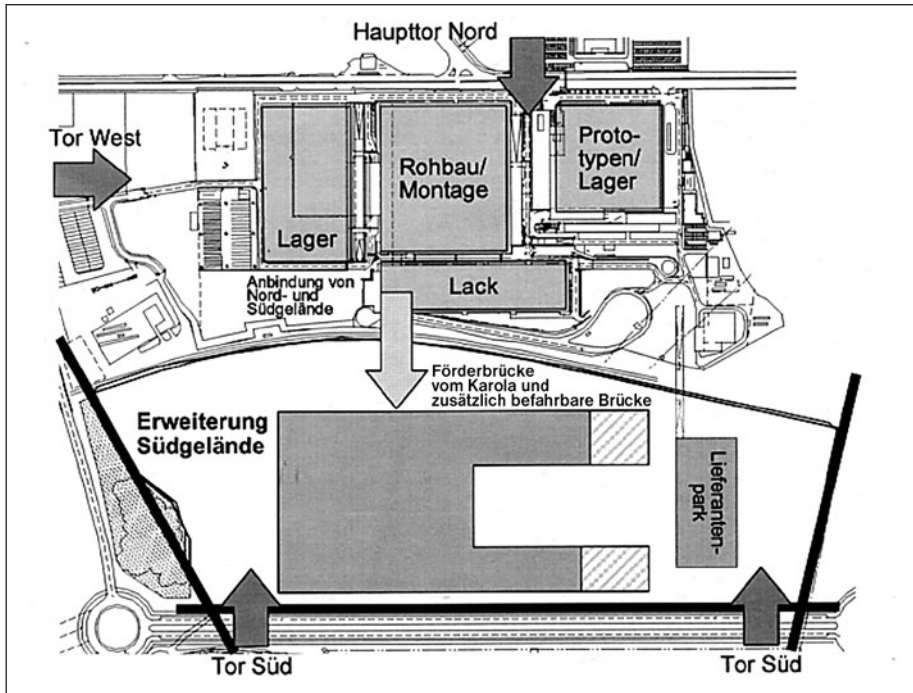 Haupttor Nord
Tor West
Lager
Rohbau/
Montage
Proto-
typen/
Lager
Lack
Anbindung von
Nord- und
Südgelände
Förderbrücke
vom Karola und
zusätzlich befahrbare Brücke
Erweiterung
Südgelände
Lieferanten-
park
Tor Süd
Tor Süd